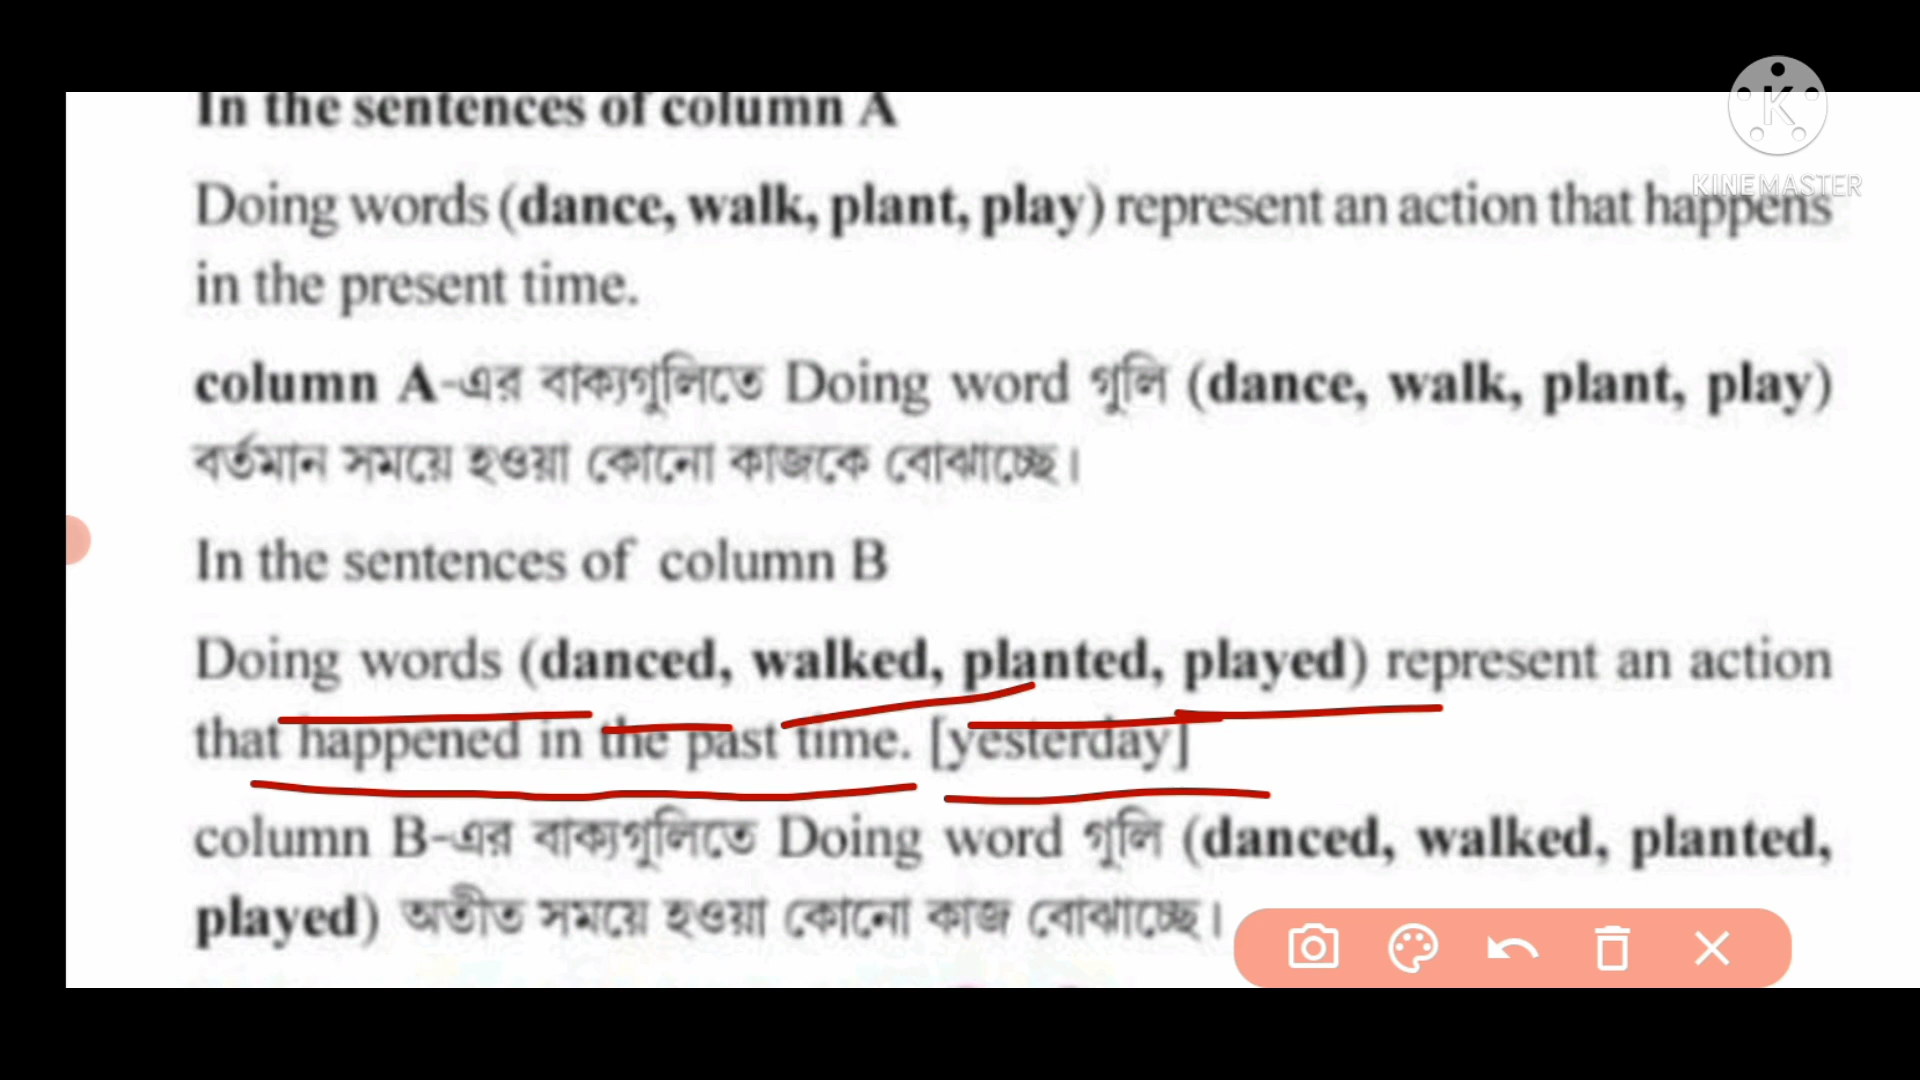 In the sentences of column A
KINEMASTER
Doing words (dance, walk, plant, play) represent an action that happens
in the present time.
column A-এর বাক্যগুলিতে Doing word গুলি (dance, walk, plant, play)
বর্তমান সময়ে হওয়া কোনো কাজকে বোঝাচ্ছে।
In the sentences of column B
Doing words (danced, walked, planted, played) represent an action
that happened in the past time. [yesterday]
column B-এর বাক্যগুলিতে Doing word গুলি (danced, walked, planted,
played) অতীত সময়ে হওয়া কোনো কাজ বোঝাচ্ছে।